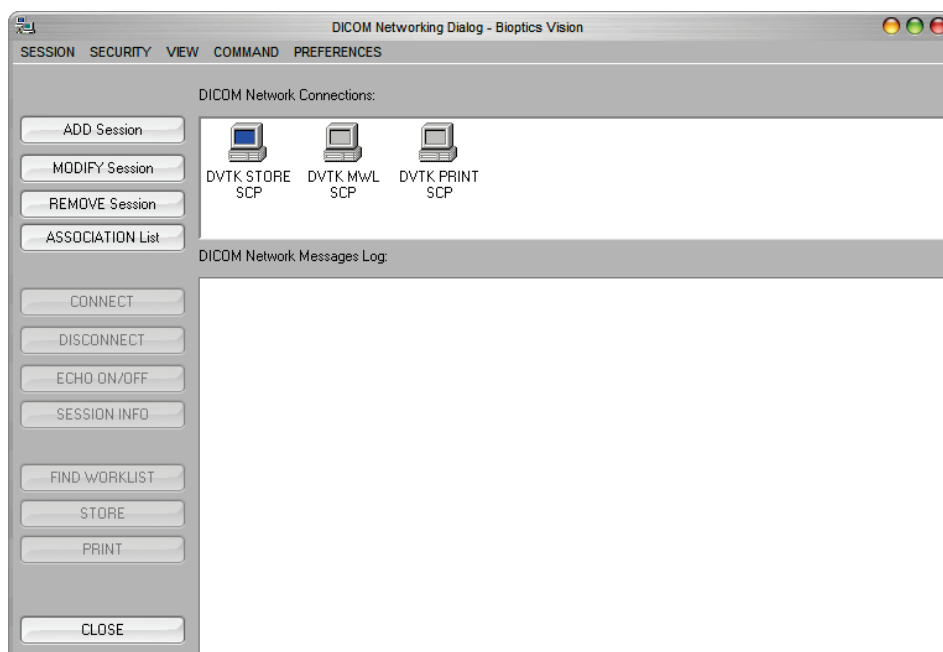 DICOM Networking Dialog - Bioptics Vision
SESSION SECURITY VIEW COMMAND PREFERENCES
DICOM Network Connections:
ADD Session
MODIFY Session
REMOVE Session
ASSOCIATION List
DVTK STORE SCP
DVTK MWL SCP
DVTK PRINT SCP
DICOM Network Messages Log:
CONNECT
DISCONNECT
ECHO ON/OFF
SESSION INFO
FIND WORKLIST
STORE
PRINT
CLOSE